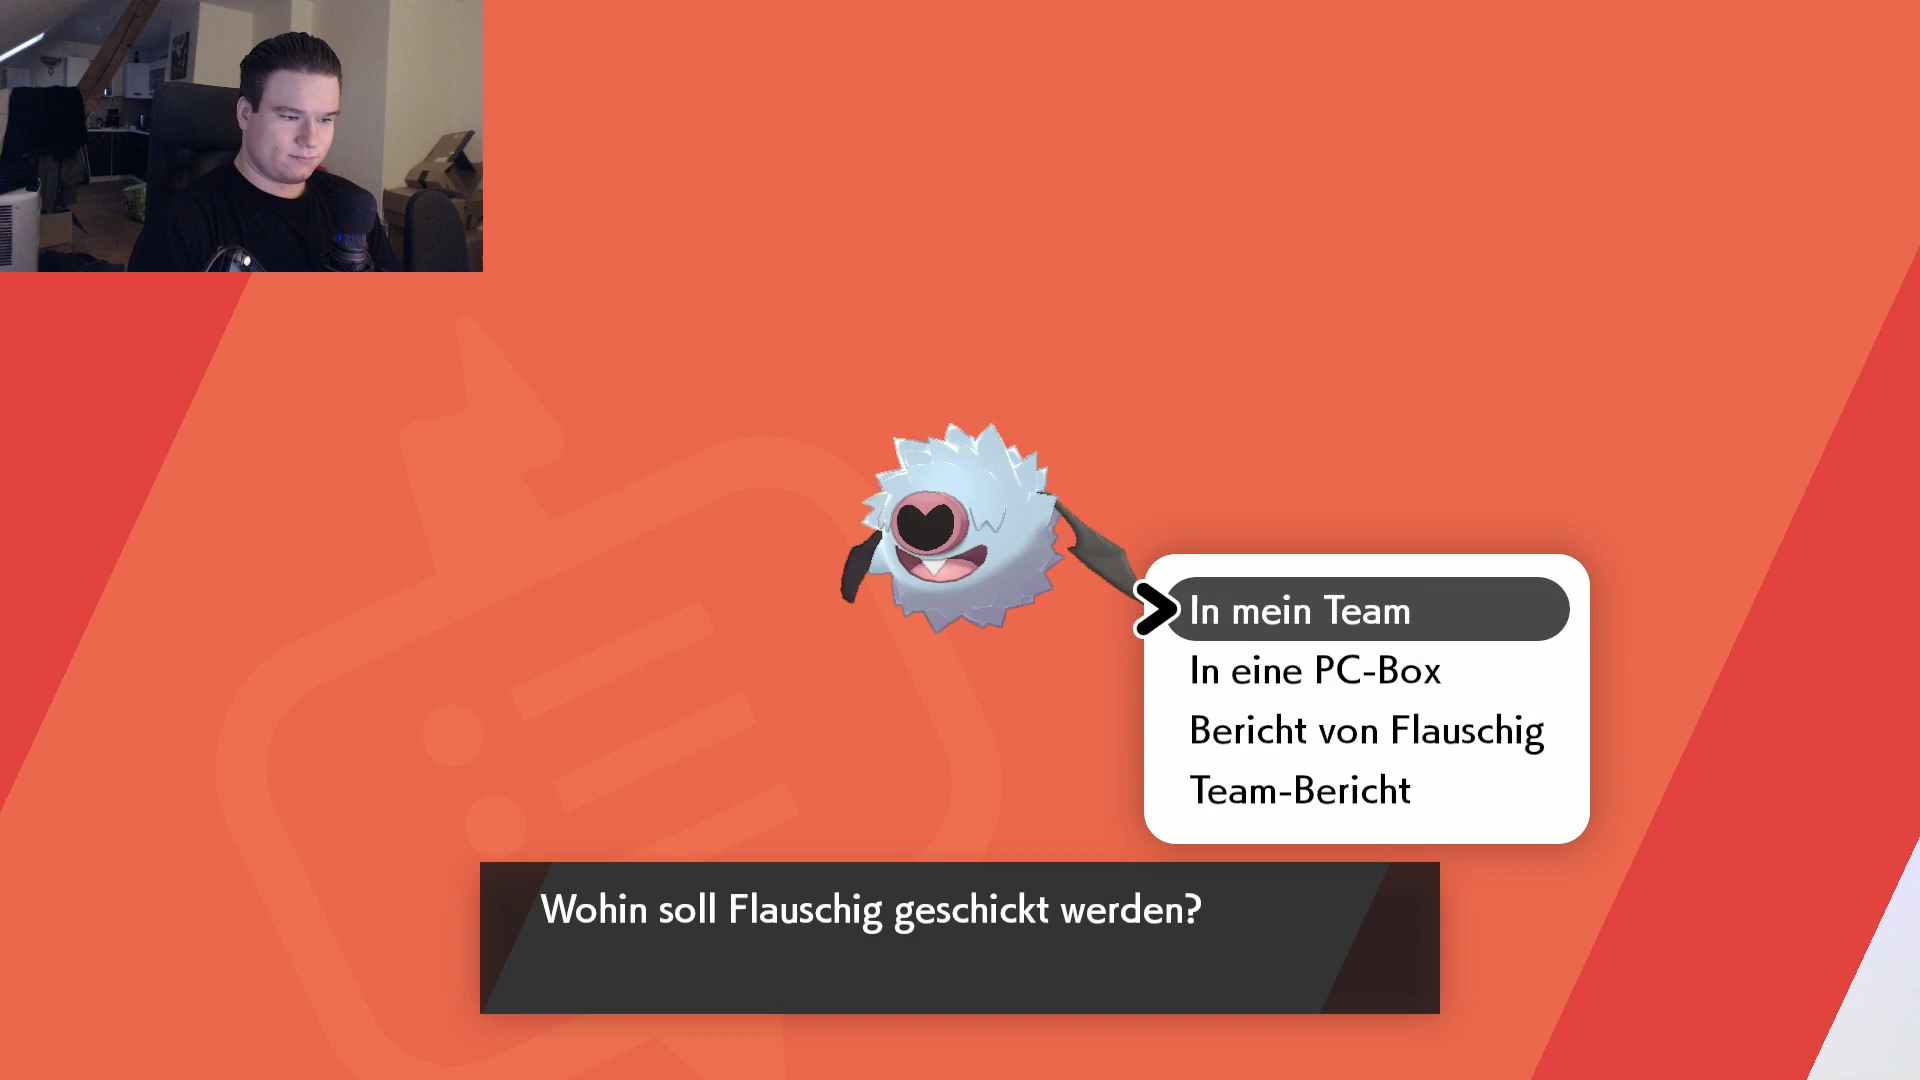 In mein Team
In eine PC-Box
Bericht von Flauschig
Team-Bericht
Wohin soll Flauschig geschickt werden?